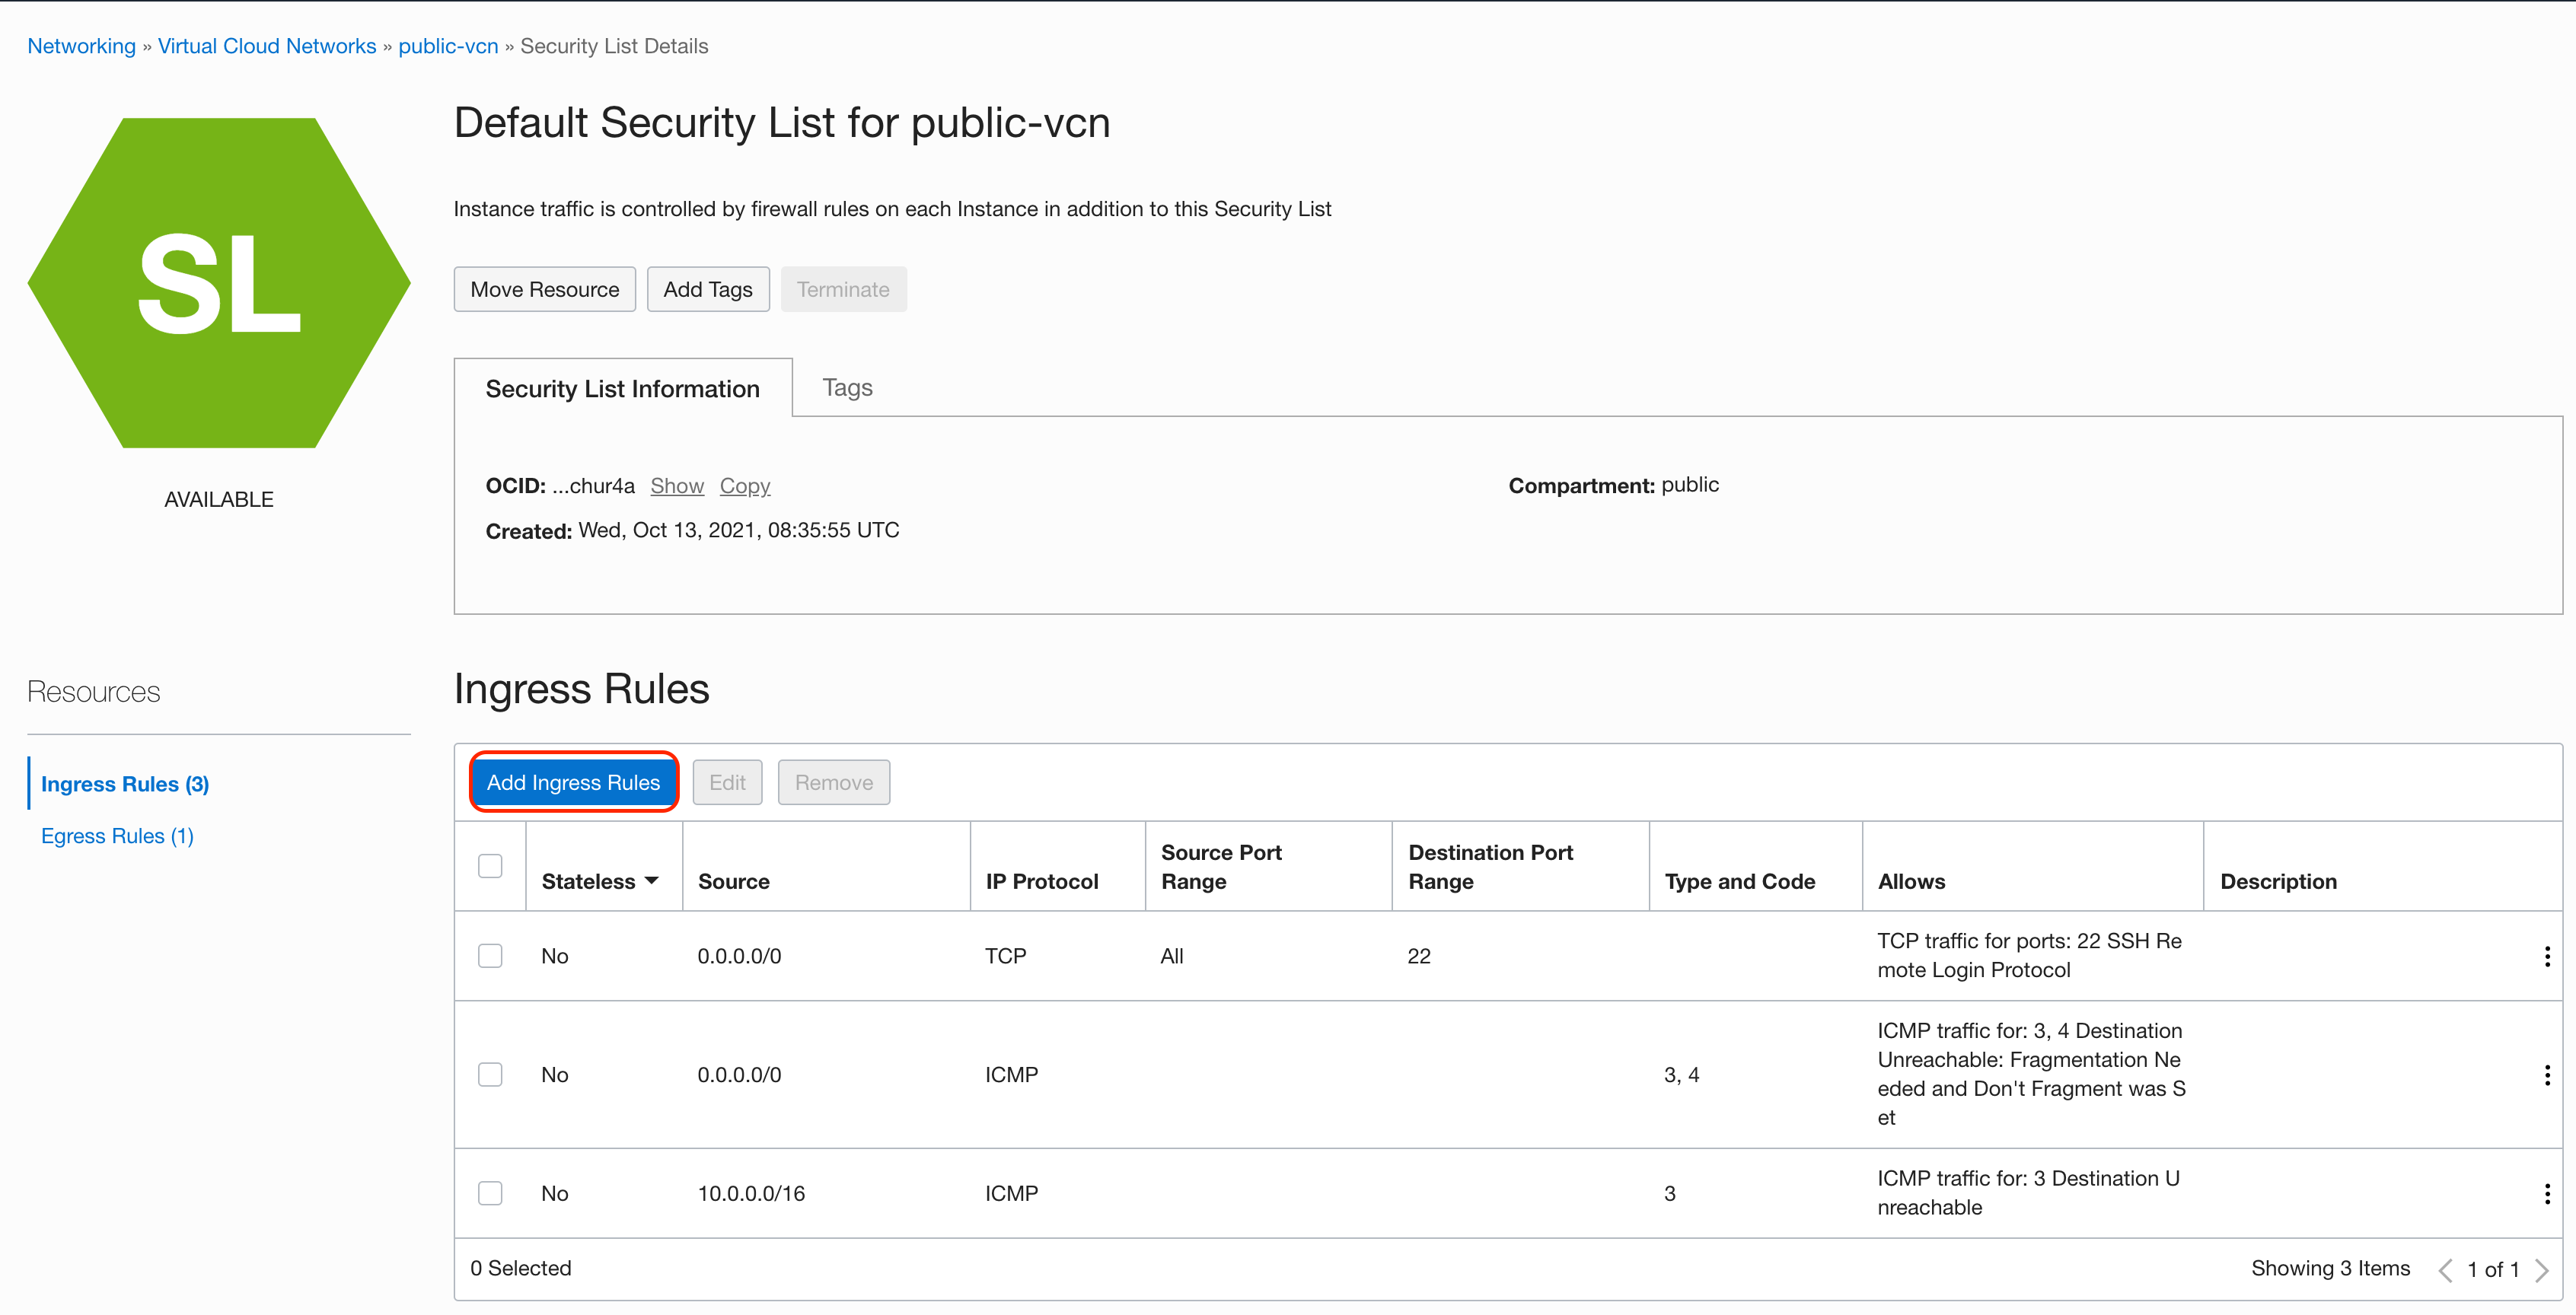 Networking » Virtual Cloud Networks » public-vcn » Security List Details
SL
AVAILABLE
Default Security List for public-vcn
Instance traffic is controlled by firewall rules on each Instance in addition to this Security List
Move Resource Add Tags Terminate
Security List Information Tags
OCID: ...chur4a Show Copy
Compartment: public
Created: Wed, Oct 13, 2021, 08:35:55 UTC
Resources
Ingress Rules (3)
Egress Rules (1)
Ingress Rules
Add Ingress Rules Edit Remove
Stateless Source IP Protocol Source Port Range Destination Port Range Type and Code Allows Description
No 0.0.0.0/0 TCP All 22 TCP traffic for ports: 22 SSH Re
mote Login Protocol
No 0.0.0.0/0 ICMP 3, 4 ICMP traffic for: 3, 4 Destination
Unreachable: Fragmentation Ne
eded and Don't Fragment was S
et
No 10.0.0.0/16 ICMP 3 ICMP traffic for: 3 Destination U
nreachable
0 Selected
Showing 3 Items < 1 of 1 >